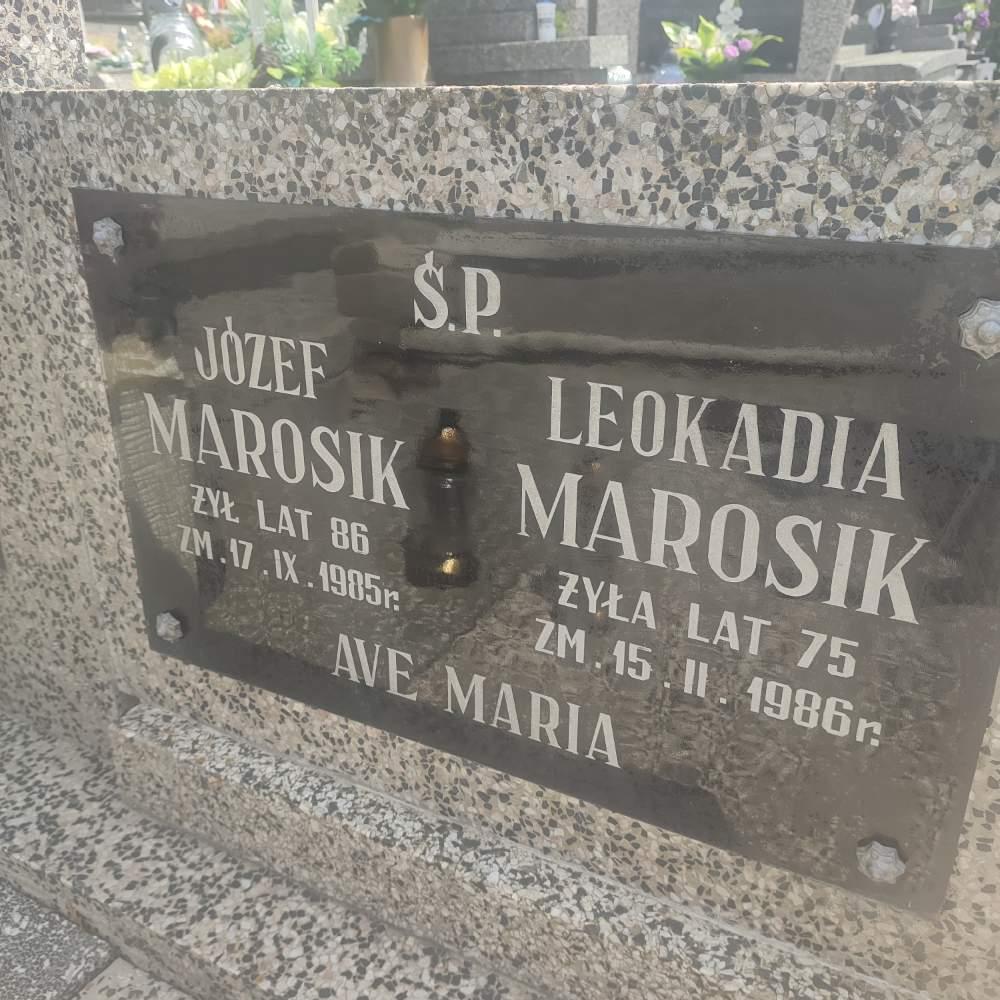 Ś.P.
JÓZEF
MAROSIK
ŻYŁ LAT 86
ZM. 17. IX. 1985r.
LEOKADIA
MAROSIK
ŻYŁA LAT 75
ZM. 15. II. 1986r.
AVE MARIA